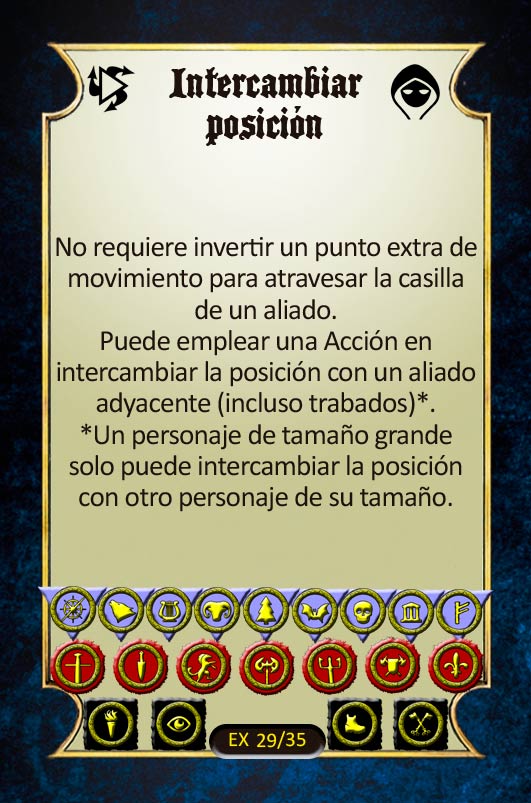 Intercambiar
posición
No requiere invertir un punto extra de
movimiento para atravesar la casilla
de un aliado.
Puede emplear una Acción en
intercambiar la posición con un aliado
adyacente (incluso trabados)*.
*Un personaje de tamaño grande
solo puede intercambiar la posición
con otro personaje de su tamaño.
EX 29/35